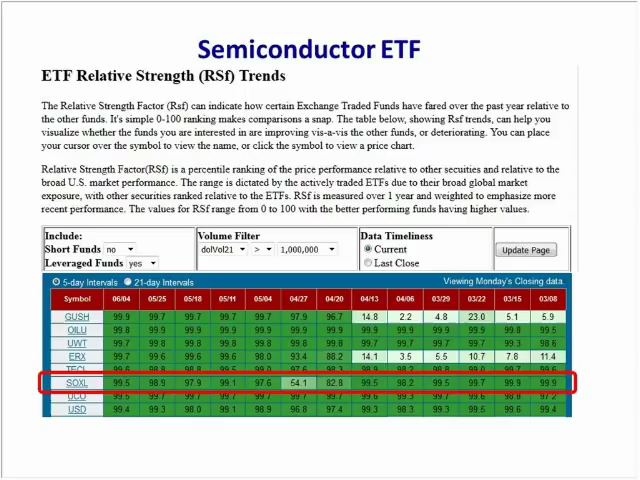 Semiconductor ETF
ETF Relative Strength (RSf) Trends
The Relative Strength Factor (Rsf) can indicate how certain Exchange Traded Funds have fared over the past year relative to
the other funds. It's simple 0-100 ranking makes comparisons a snap. The table below, showing Rsf trends, can help you
visualize whether the funds you are interested in are improving vis-a-vis the other funds, or deteriorating. You can place
your cursor over the symbol to view the name, or click the symbol to view a price chart.
Relative Strength Factor(RSf) is a percentile ranking of the price performance relative to other secuities and relative to the
broad U.S. market performance. The range is dictated by the actively traded ETFs due to their broad global market
exposure, with other securities ranked relative to the ETFs. RSf is measured over 1 year and weighted to emphasize more
recent performance. The values for RSf range from 0 to 100 with the better performing funds having higher values.
Include: Volume Filter Data Timeliness
Short Funds no dolVol21 > 1,000,000 Current Update Page
Leveraged Funds yes Last Close
5-day Intervals 21-day Intervals Viewing Monday's Closing data.
Symbol 06/04 05/25 05/18 05/11 05/04 04/27 04/20 04/13 04/06 03/29 03/22 03/15 03/08
GUSH 99.9 99.7 99.7 99.7 99.7 97.9 96.7 14.8 2.2 4.8 23.0 5.1 5.9
OILU 99.8 99.9 99.9 99.9 99.9 99.9 99.9 99.8 99.8 99.9 99.9 99.8 99.5
UWT 99.7 99.8 99.8 99.8 99.8 99.8 99.8 99.7 99.7 99.7 99.7 99.3 98.6
ERX 99.7 99.6 99.6 99.6 98.0 93.4 88.2 14.1 3.5 5.5 10.7 7.8 11.4
TECL
SOXL 99.5 98.9 97.9 99.1 97.6 54.1 82.8 99.5 98.2 99.5 99.7 99.9 99.9
UCO
USD 99.4 99.3 98.0 99.1 98.9 96.8 97.4 99.3 98.3 99.5 99.6 99.4